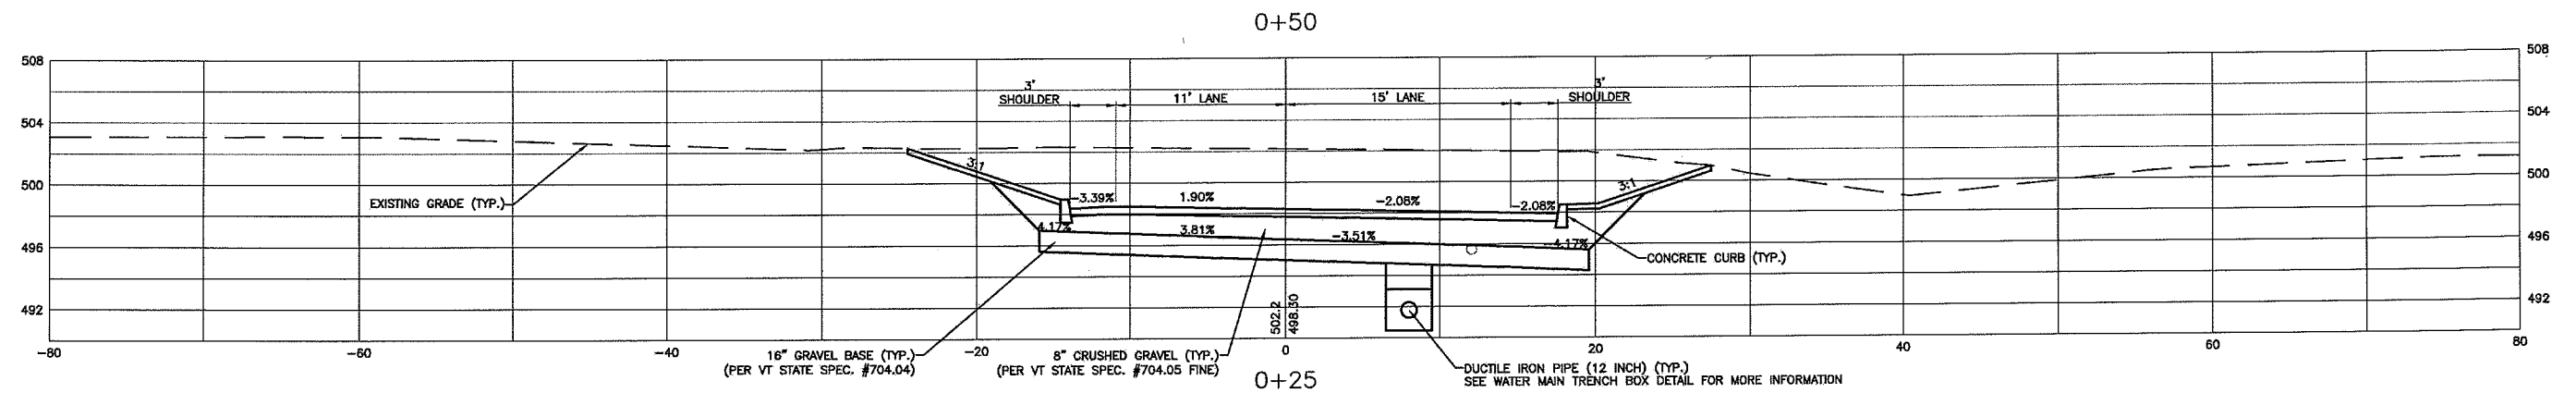 0+50
508
508
3'
SHOULDER
11' LANE
15' LANE
3'
SHOULDER
504
504
3:1
3:1
500
500
EXISTING GRADE (TYP.)
-3.39%
1.90%
-2.08%
-2.08%
4.17%
3.81%
-3.51%
-4.17%
496
496
CONCRETE CURB (TYP.)
502.2
498.30
492
492
-80
-60
-40
-20
0
20
40
60
80
16" GRAVEL BASE (TYP.)
(PER VT STATE SPEC. #704.04)
8" CRUSHED GRAVEL (TYP.)
(PER VT STATE SPEC. #704.05 FINE)
DUCTILE IRON PIPE (12 INCH) (TYP.)
SEE WATER MAIN TRENCH BOX DETAIL FOR MORE INFORMATION
0+25